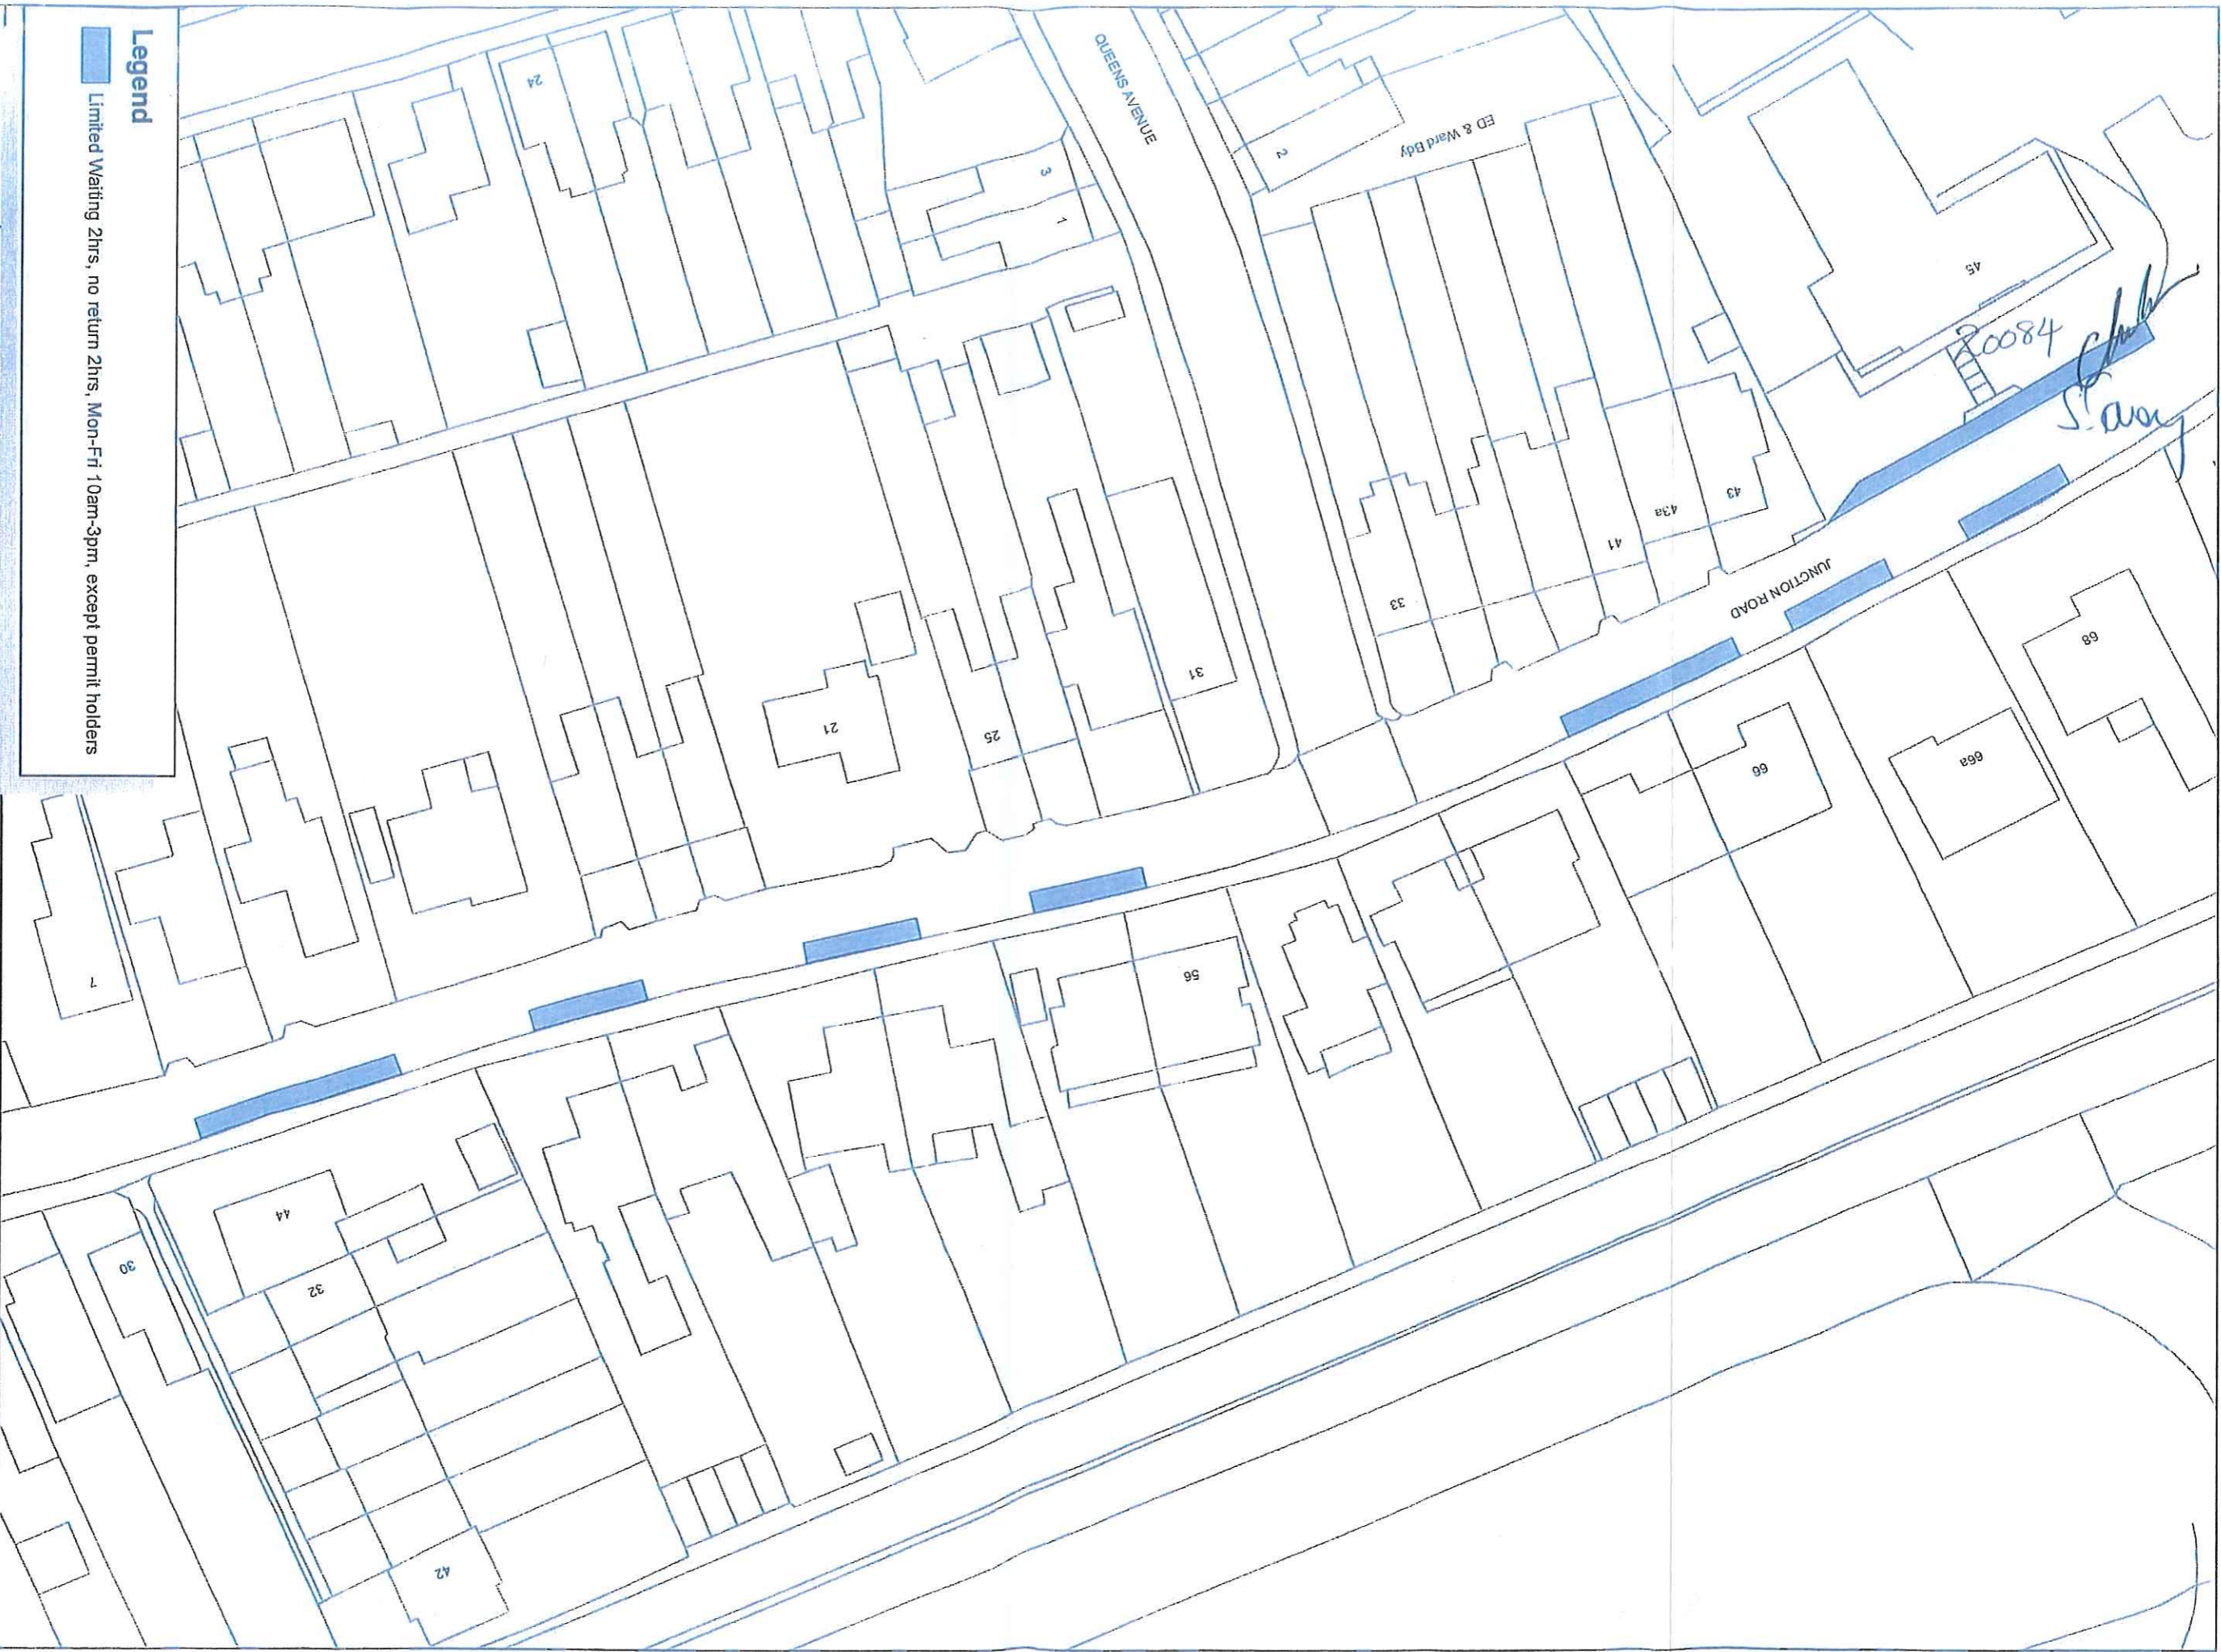 Legend
Limited Waiting 2hrs, no return 2hrs, Mon-Fri 10am-3pm, except permit holders
QUEENS AVENUE
ED & Ward Bdy
JUNCTION ROAD
24
3
1
2
45
20084
43
43a
41
33
31
25
21
7
68
66a
66
56
44
32
30
42